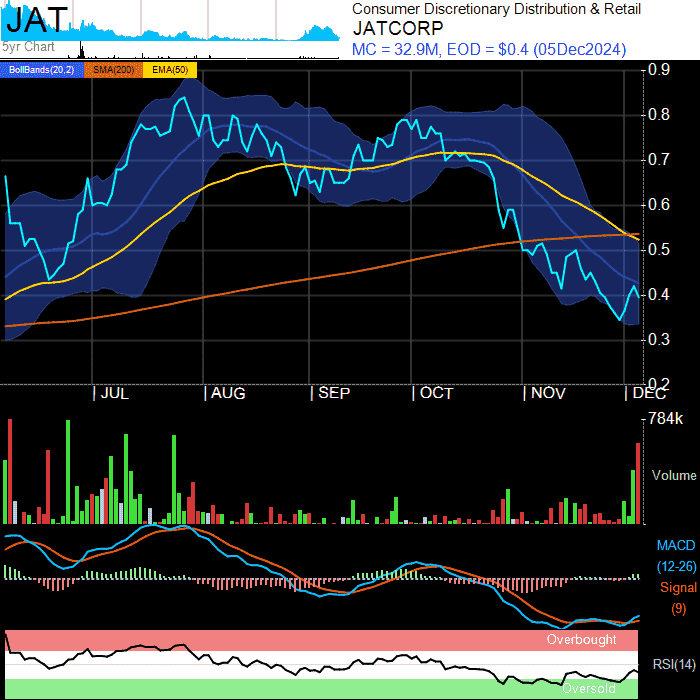 JAT
5yr Chart
Consumer Discretionary Distribution & Retail
JATCORP
MC = 32.9M, EOD = $0.4 (05Dec2024)
BollBands(20,2) SMA(200) EMA(50)
0.9
0.8
0.7
0.6
0.5
0.4
0.3
0.2
JUL AUG SEP OCT NOV DEC
784k
Volume
MACD
(12-26)
Signal
(9)
Overbought
RSI(14)
Oversold